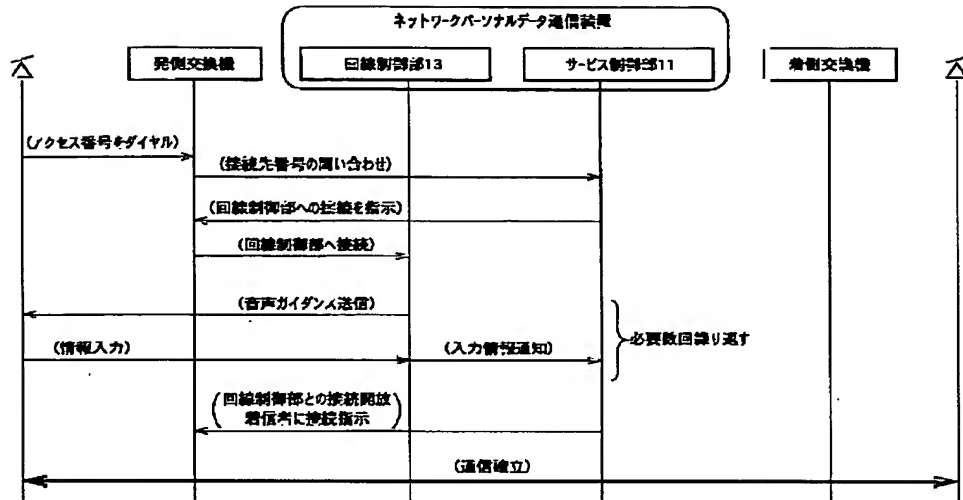 ネットワークパーソナルデータ通信装置
発側交換機
回線制御部13
サービス制御部11
着側交換機
(アクセス番号をダイヤル)
(接続先番号の問い合わせ)
(回線制御部への接続を指示)
(回線制御部へ接続)
(音声ガイダンス送信)
(情報入力)
(入力情報通知)
必要数回繰り返す
(回線制御部との接続開放
着信者に接続指示)
(通信確立)